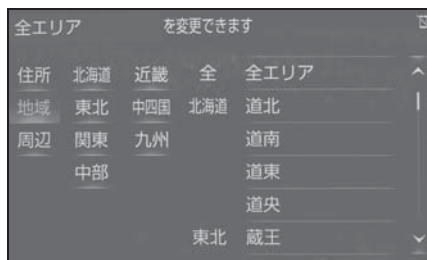 全エリア を変更できます
住所 北海道 近畿 全 全エリア
地域 東北 中四国 北海道 道北
周辺 関東 九州 道南
中部 道東
道央
東北 蔵王